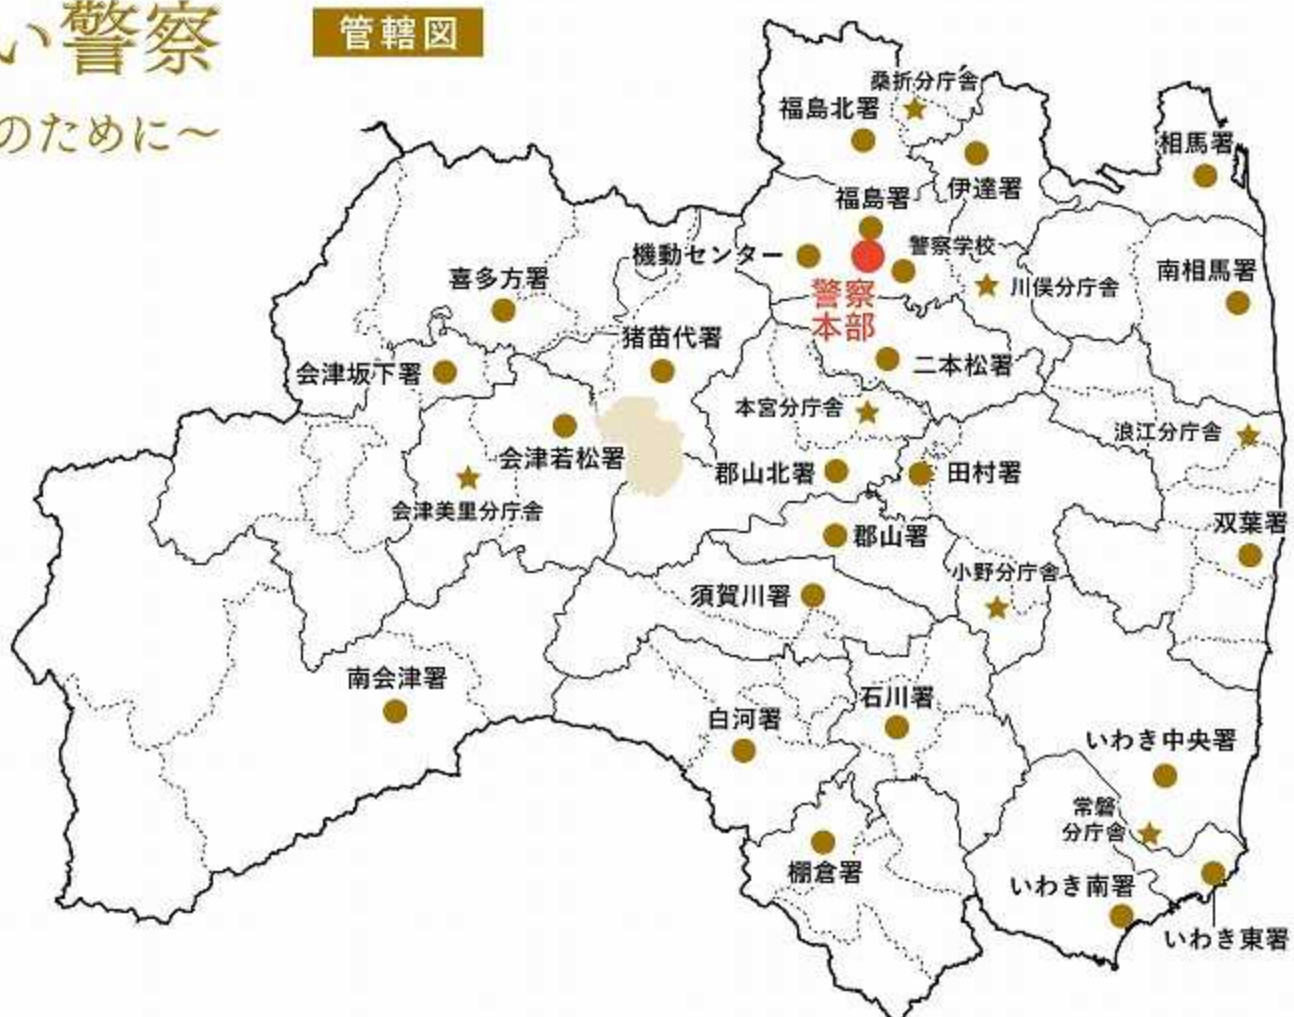 い警察
のために～
管轄図
桑折分庁舎
福島北署
相馬署
伊達署
福島署
警察学校
機動センター
川俣分庁舎
南相馬署
喜多方署
警察
本部
猪苗代署
二本松署
会津坂下署
本宮分庁舎
浪江分庁舎
会津若松署
郡山北署
田村署
会津美里分庁舎
双葉署
郡山署
小野分庁舎
須賀川署
南会津署
石川署
白河署
いわき中央署
常磐
分庁舎
棚倉署
いわき南署
いわき東署